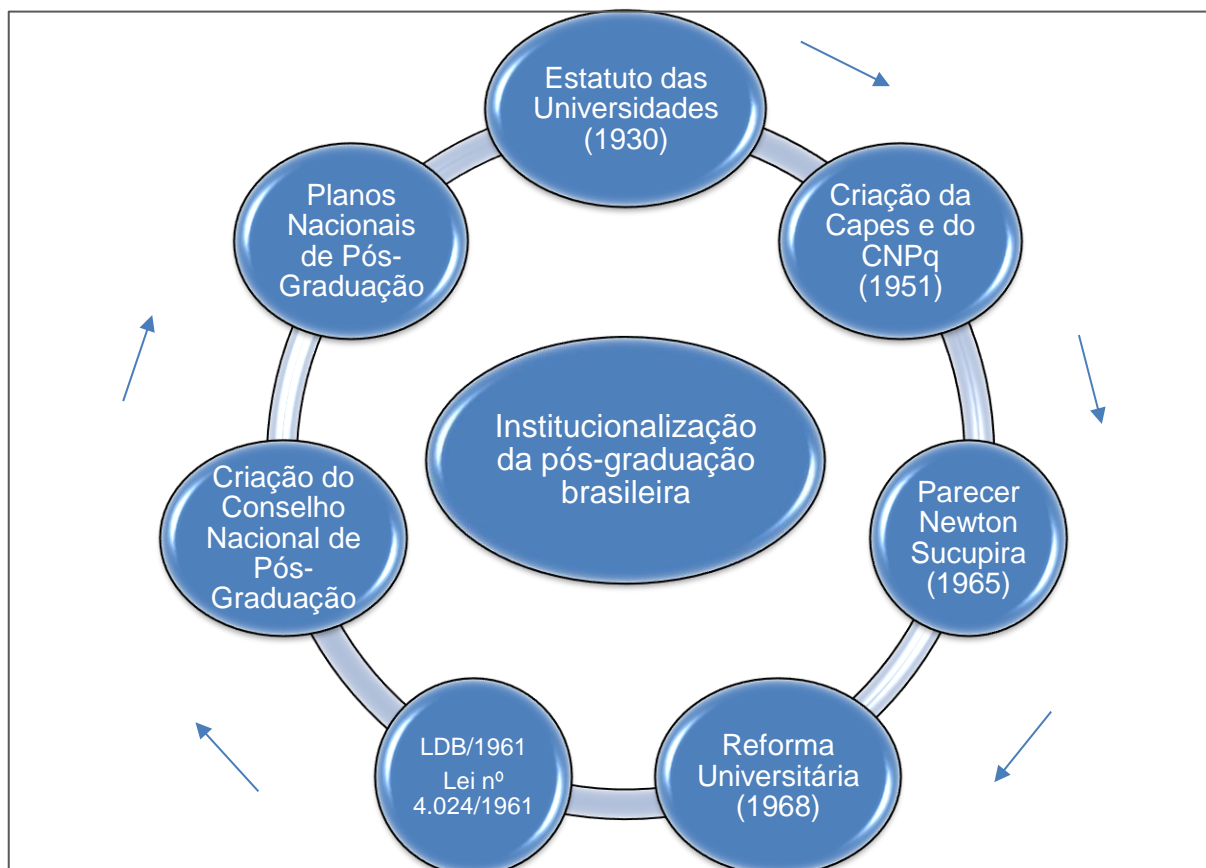 Estatuto das
Universidades
(1930)
Criação da
Capes e do
CNPq
(1951)
Parecer
Newton
Sucupira
(1965)
Reforma
Universitária
(1968)
LDB/1961
Lei nº
4.024/1961
Criação do
Conselho
Nacional de
Pós-
Graduação
Planos
Nacionais
de Pós-
Graduação
Institucionalização
da pós-graduação
brasileira